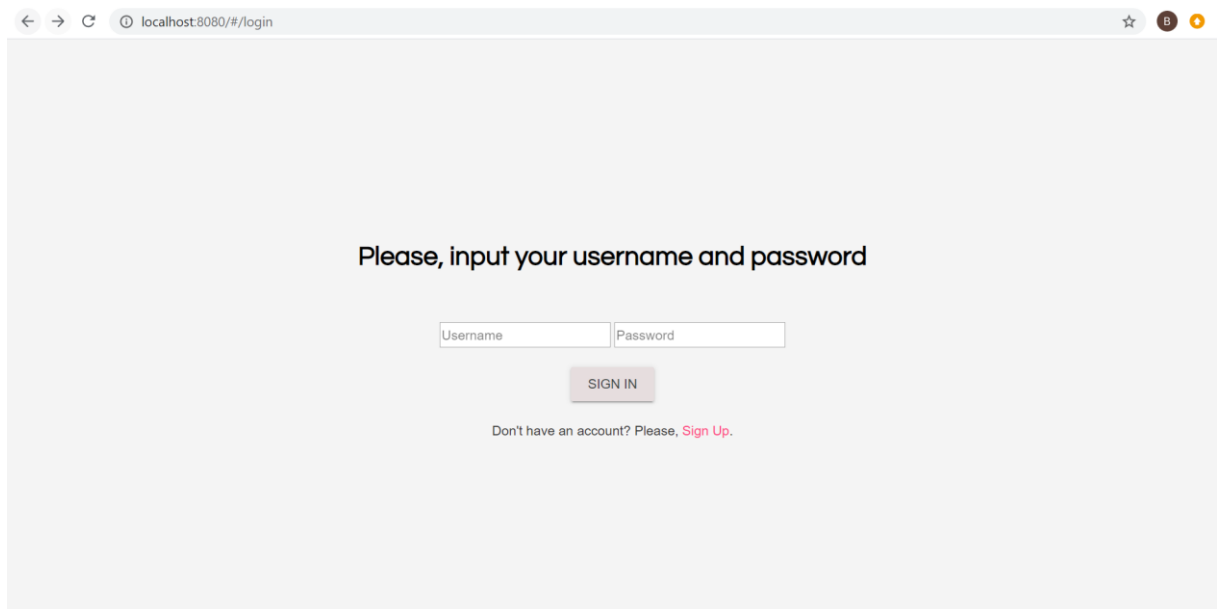 localhost:8080/#/login
B
Please, input your username and password
Username Password
SIGN IN
Don't have an account? Please, Sign Up.